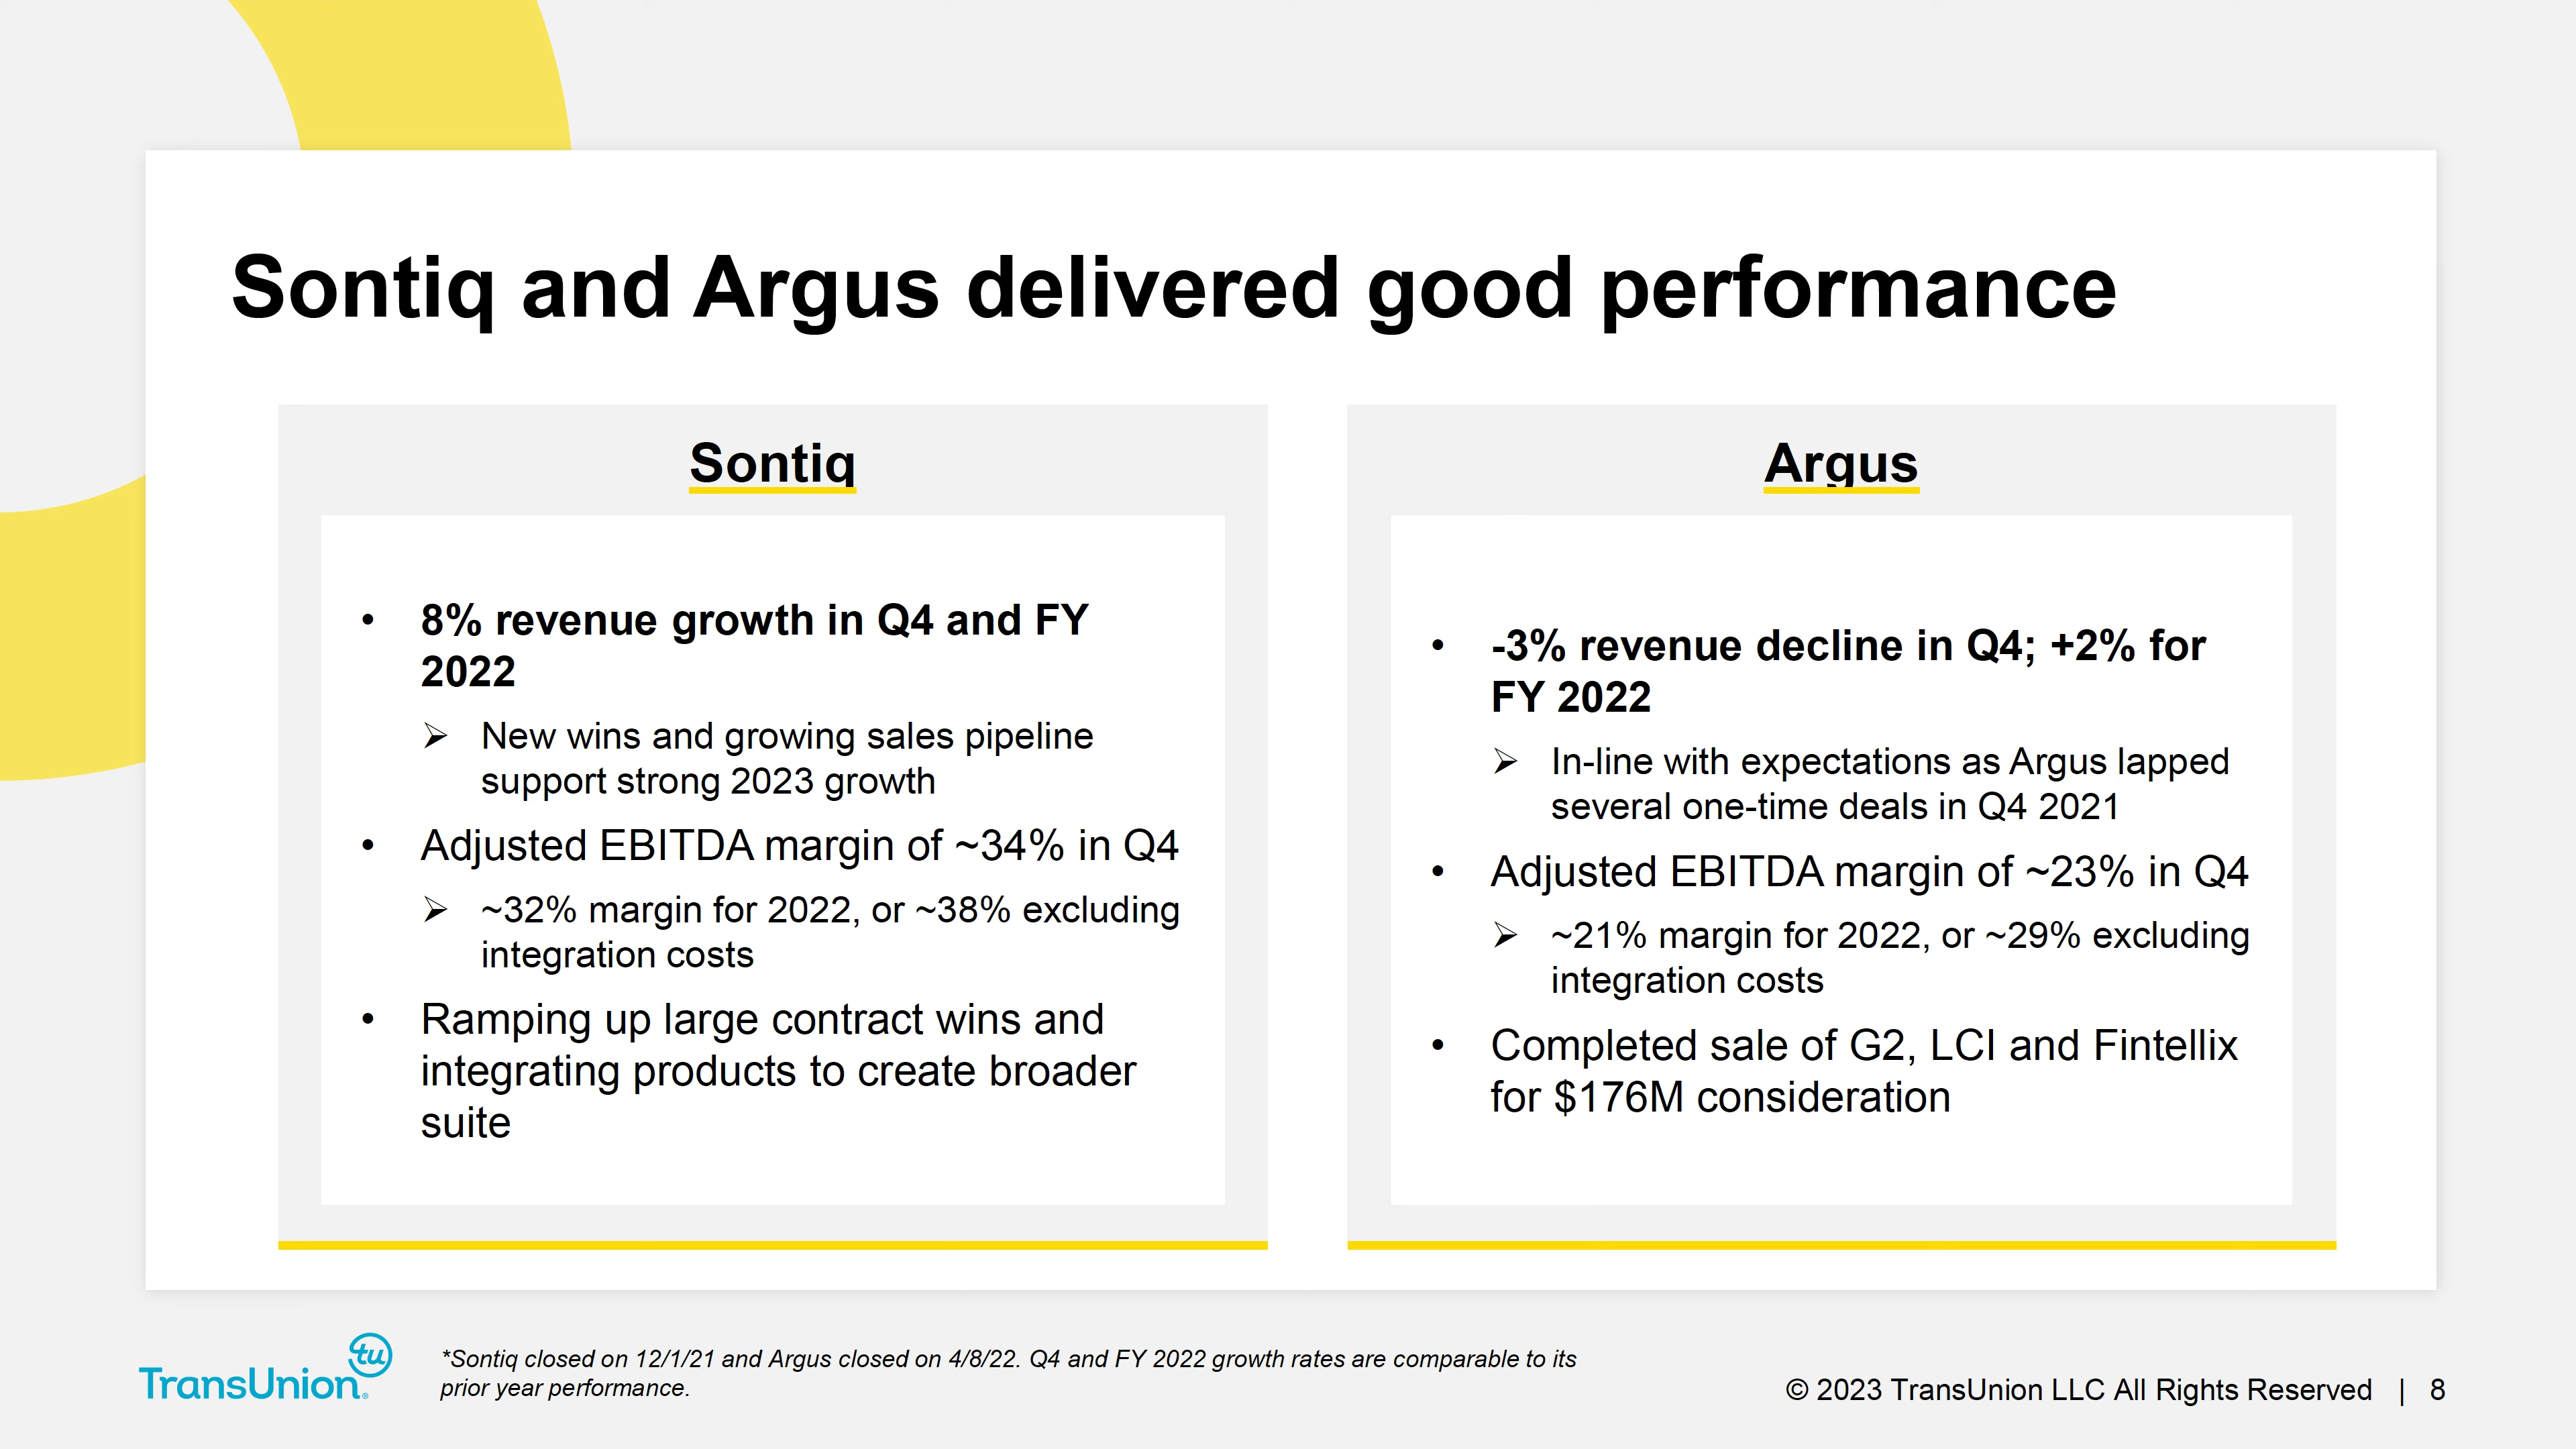 Sontiq and Argus delivered good performance
Sontiq
• 8% revenue growth in Q4 and FY
2022
➢ New wins and growing sales pipeline
support strong 2023 growth
• Adjusted EBITDA margin of ~34% in Q4
➢ ~32% margin for 2022, or ~38% excluding
integration costs
• Ramping up large contract wins and
integrating products to create broader
suite
Argus
• -3% revenue decline in Q4; +2% for
FY 2022
➢ In-line with expectations as Argus lapped
several one-time deals in Q4 2021
• Adjusted EBITDA margin of ~23% in Q4
➢ ~21% margin for 2022, or ~29% excluding
integration costs
• Completed sale of G2, LCI and Fintellix
for $176M consideration
tu
TransUnion®
*Sontiq closed on 12/1/21 and Argus closed on 4/8/22. Q4 and FY 2022 growth rates are comparable to its
prior year performance.
© 2023 TransUnion LLC All Rights Reserved | 8